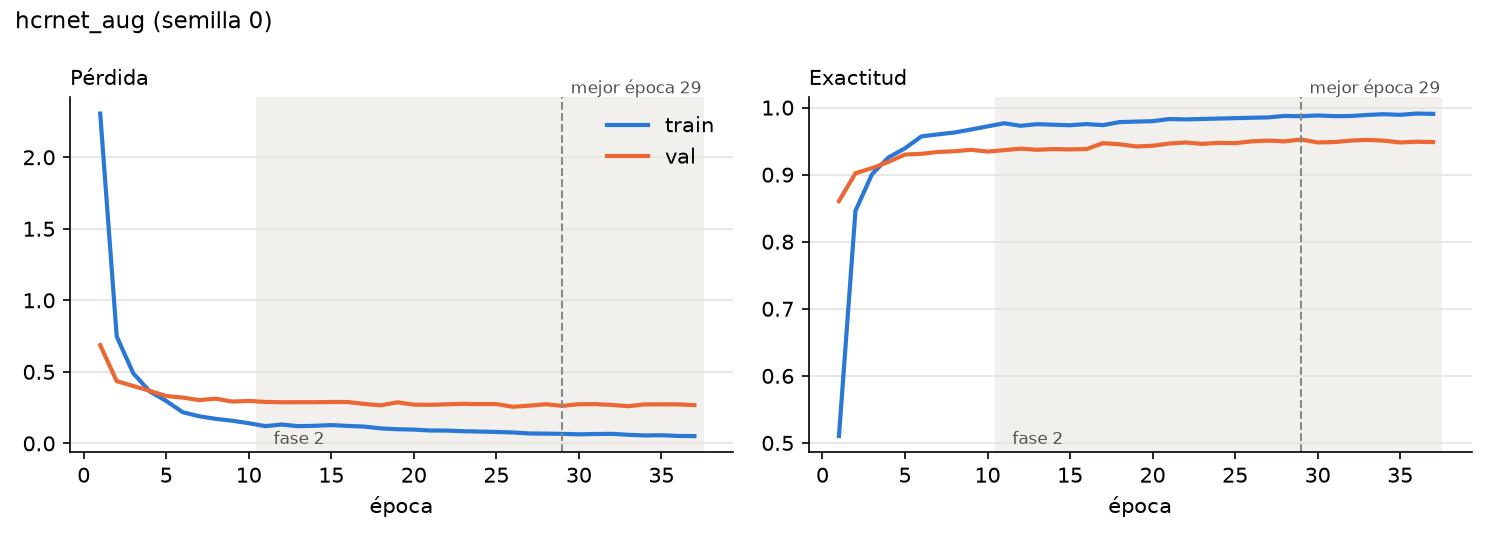 hcrnet_aug (semilla 0)
Pérdida
mejor época 29
train
val
2.0
1.5
1.0
0.5
0.0
fase 2
0 5 10 15 20 25 30 35
época
Exactitud
mejor época 29
1.0
0.9
0.8
0.7
0.6
0.5
fase 2
0 5 10 15 20 25 30 35
época